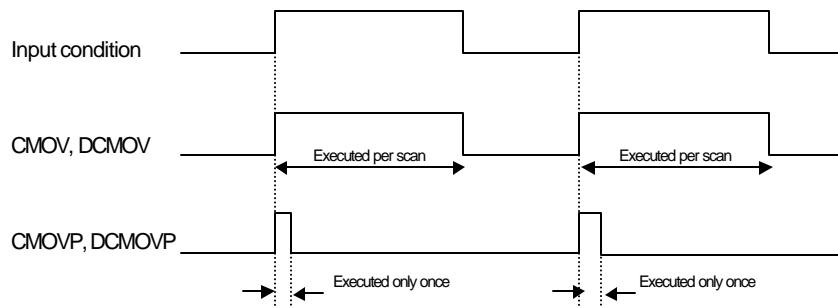 Input condition
CMOV, DCMOV
Executed per scan
Executed per scan
CMOVP, DCMOVP
Executed only once
Executed only once